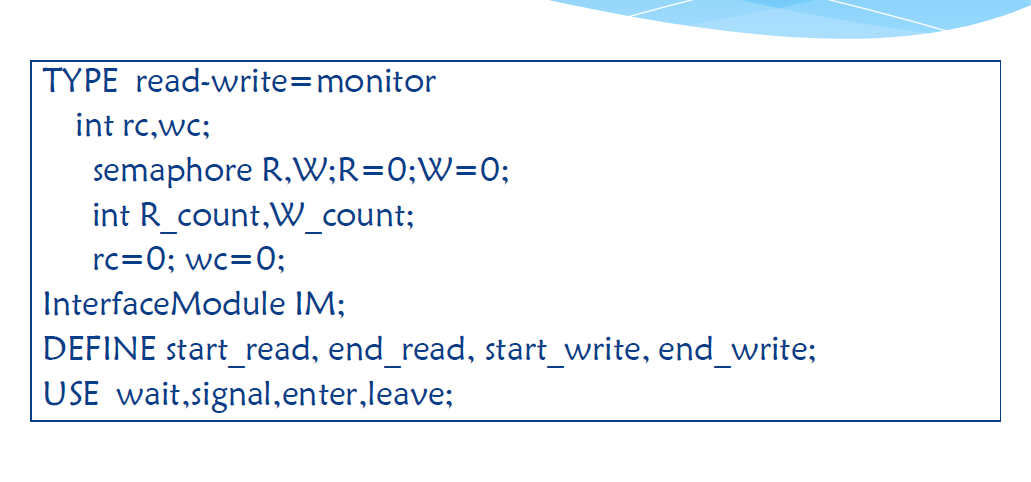 TYPE read-write=monitor
int rc,wc;
semaphore R,W;R=0;W=0;
int R_count,W_count;
rc=0; wc=0;
InterfaceModule IM;
DEFINE start_read, end_read, start_write, end_write;
USE wait,signal,enter,leave;